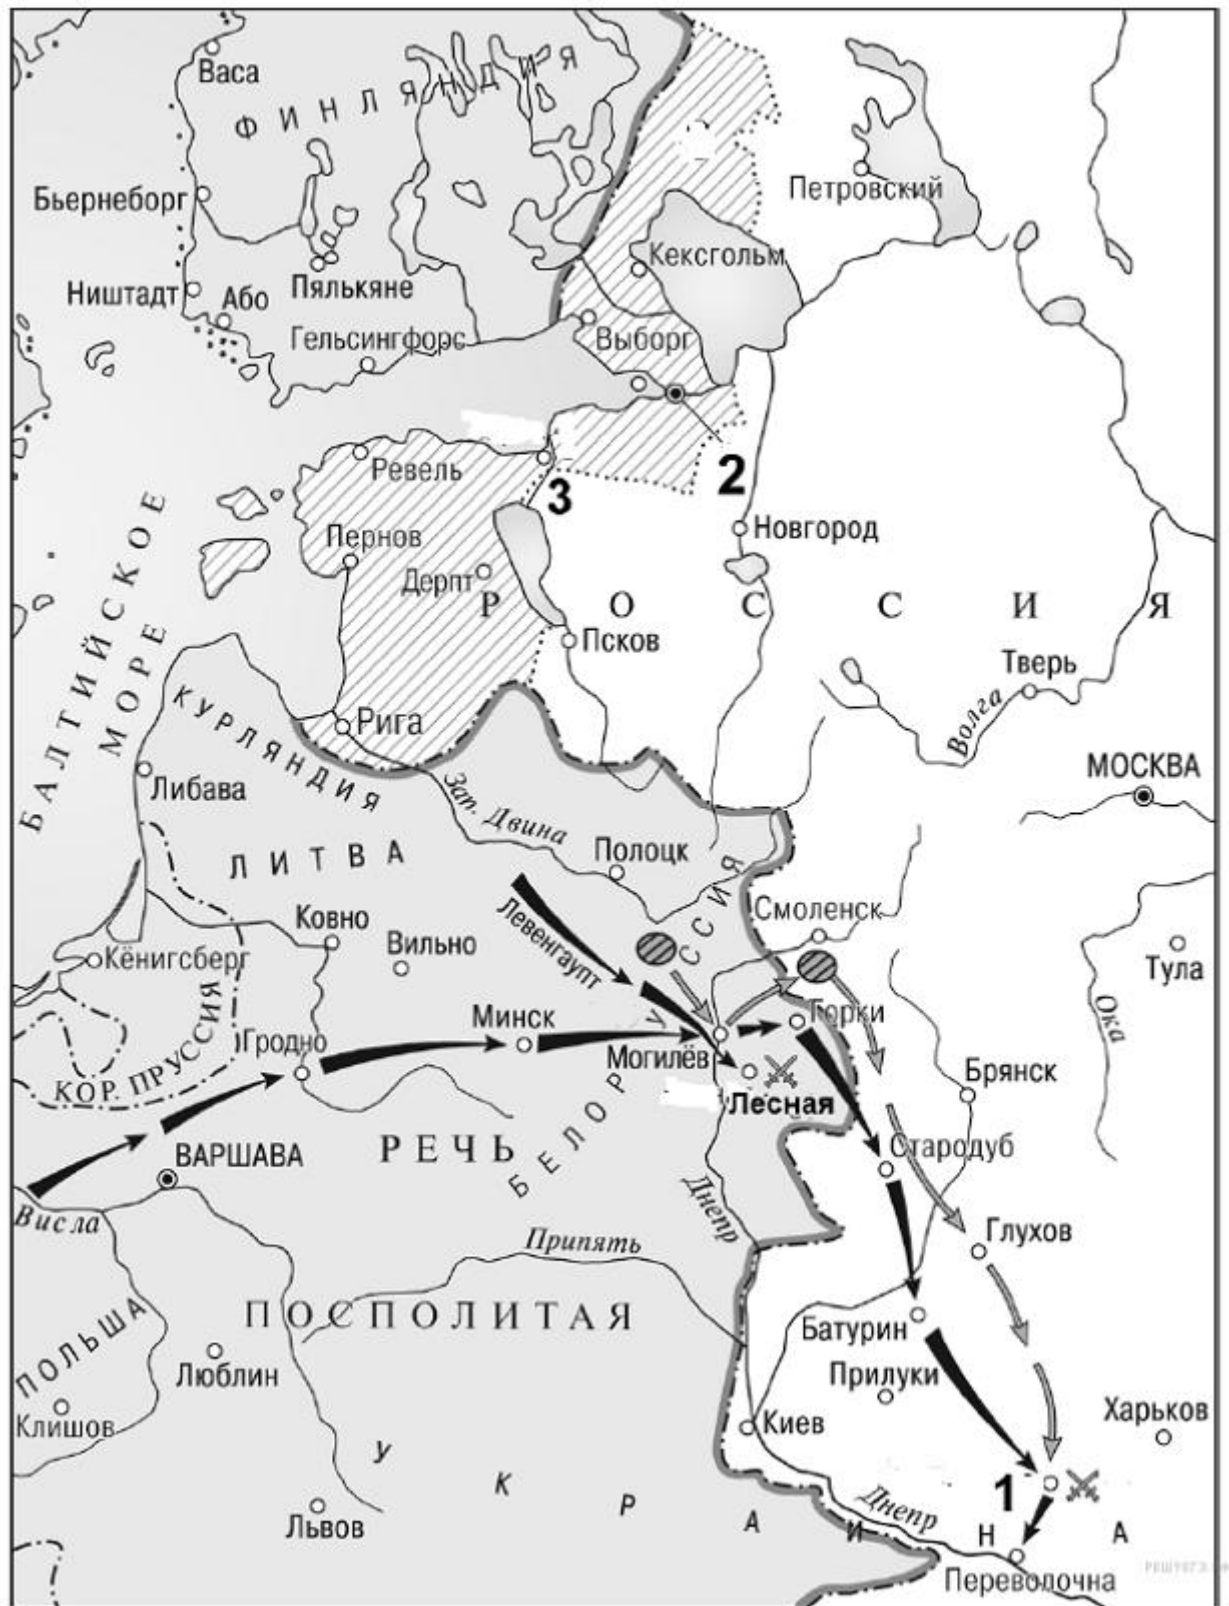 Васа
ФИНЛЯНДИЯ
Петровский
Бьернеборг
Кексгольм
Ништадт
Або
Пялькяне
Гельсингфорс
Выборг
2
Ревель
3
Новгород
Пернов
Дерпт
РОССИЯ
Псков
БАЛТИЙСКОЕ
МОРЕ
Тверь
Волга
КУРЛЯНДИЯ
Рига
МОСКВА
Либава
Зап. Двина
ЛИТВА
Полоцк
Смоленск
Ковно
Вильно
Левенгаупт
Кёнигсберг
Тула
КОР. ПРУССИЯ
Ока
Гродно
Минск
Горки
Могилёв
Брянск
Лесная
БЕЛОРУССИЯ
РЕЧЬ
ВАРШАВА
Стародуб
Висла
Днепр
Глухов
Припять
ПОСПОЛИТАЯ
ПОЛЬША
Батурин
Люблин
Прилуки
Клишов
Киев
Харьков
УКРАИНА
1
Львов
Днепр
Переволочна